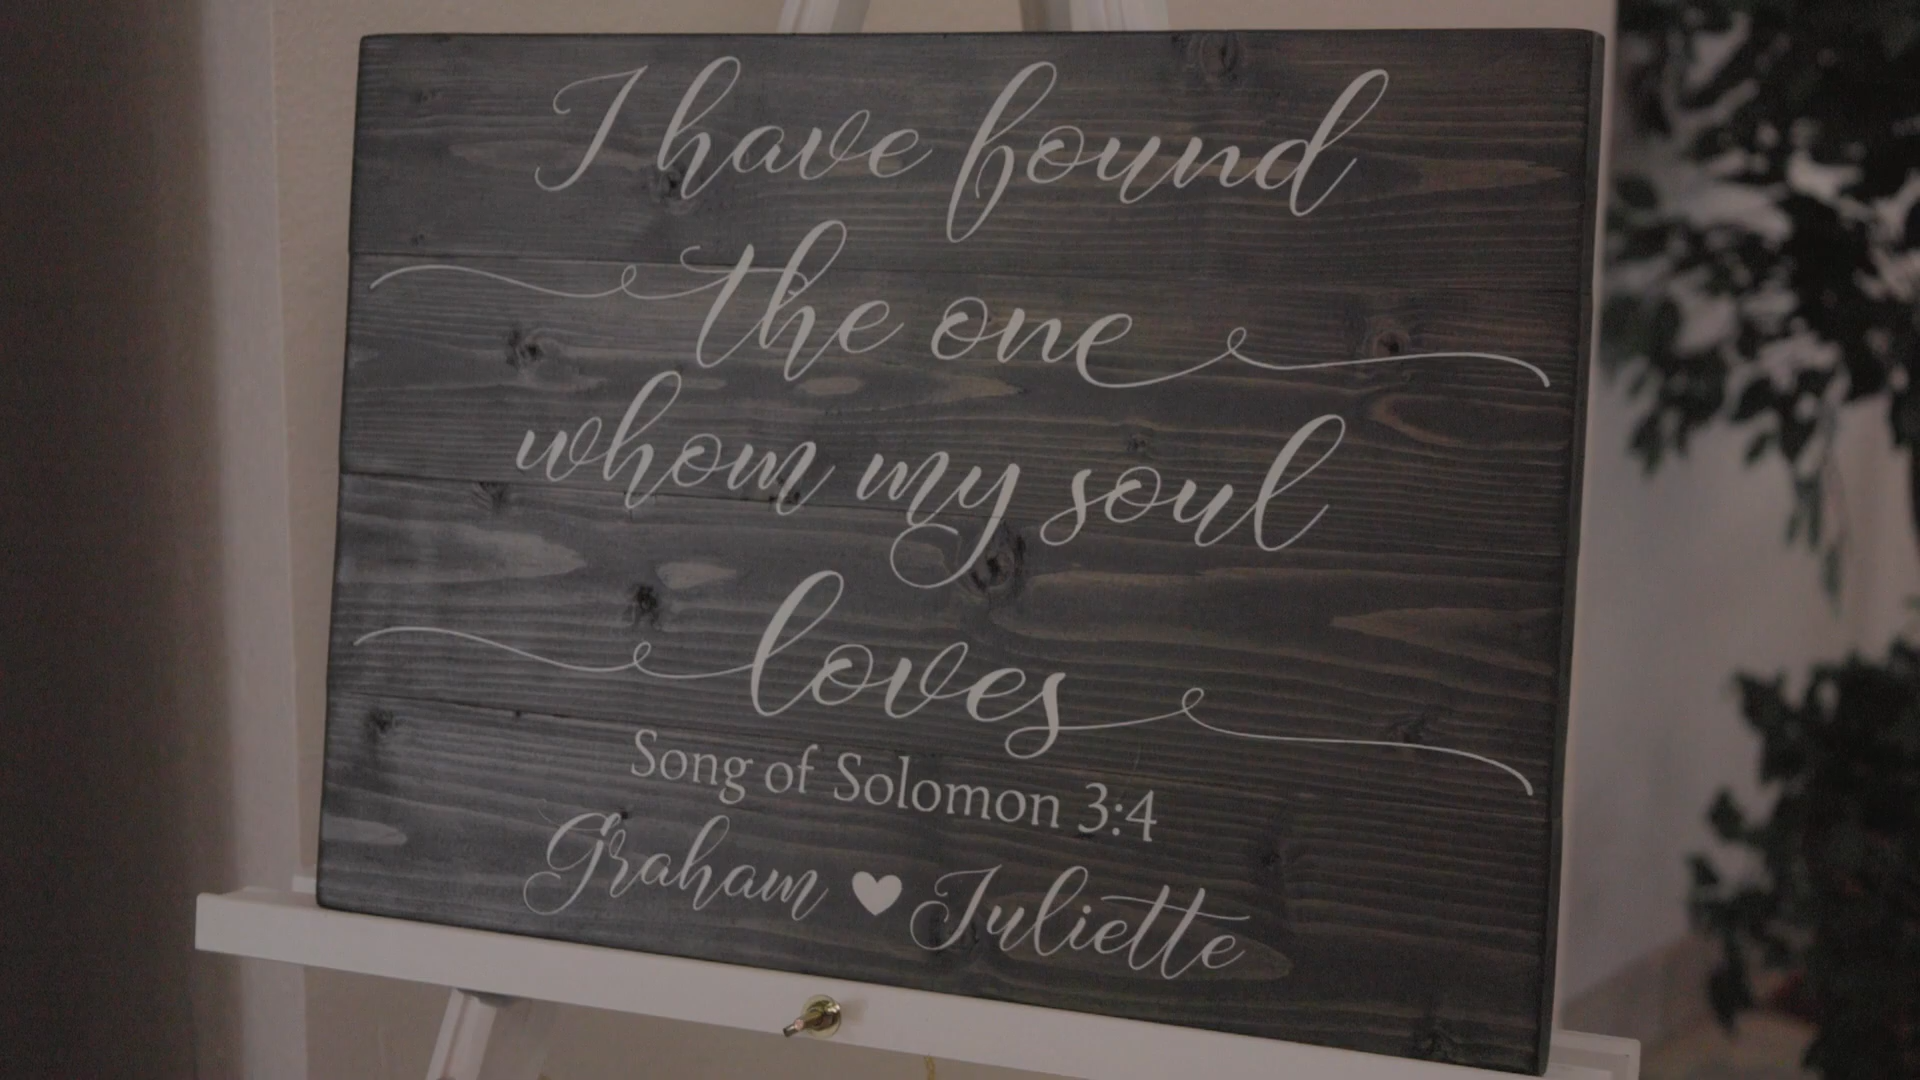 I have found
the one
whom my soul
loves
Song of Solomon 3:4
Graham ♥ Juliette